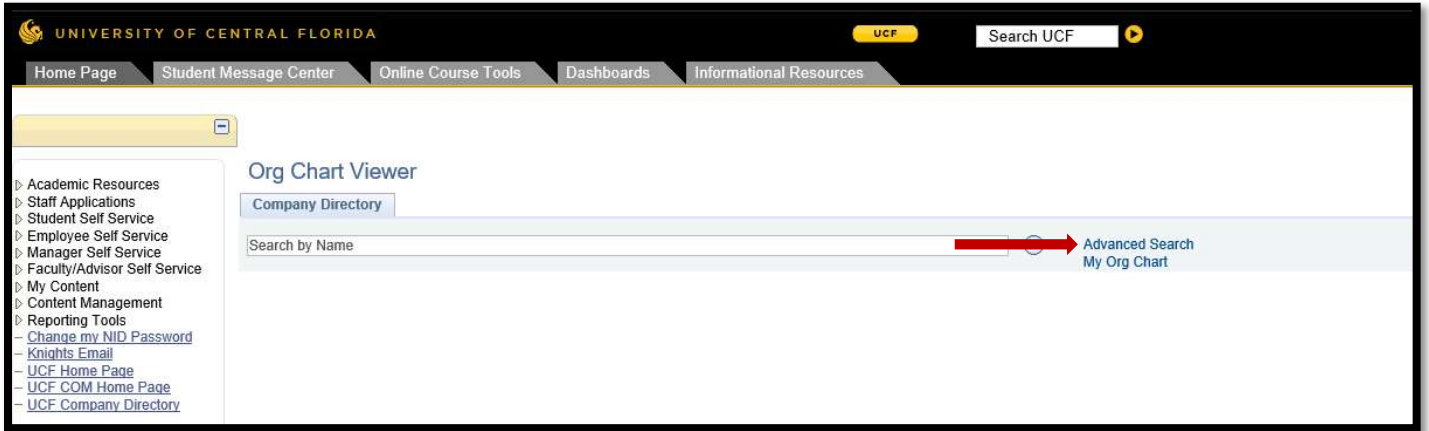 UNIVERSITY OF CENTRAL FLORIDA
UCF
Search UCF
Home Page Student Message Center Online Course Tools Dashboards Informational Resources
Academic Resources
Staff Applications
Student Self Service
Employee Self Service
Manager Self Service
Faculty/Advisor Self Service
My Content
Content Management
Reporting Tools
Change my NID Password
Knights Email
UCF Home Page
UCF COM Home Page
UCF Company Directory
Org Chart Viewer
Company Directory
Search by Name
Advanced Search
My Org Chart